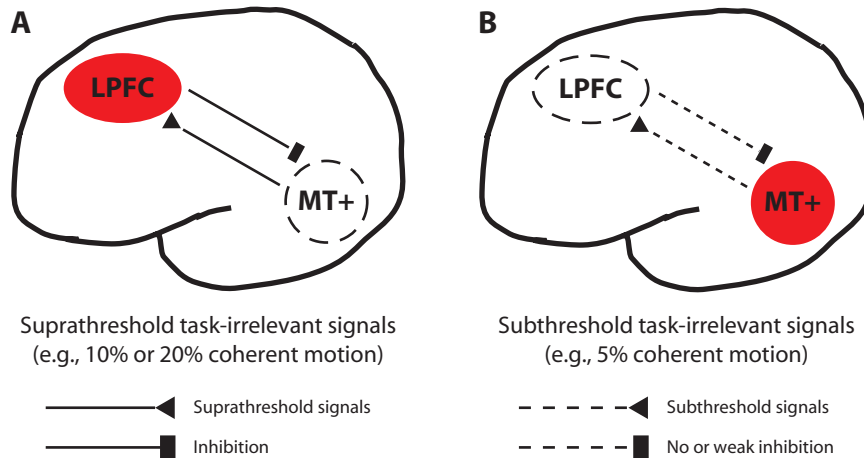 A
LPFC
MT+
Suprathreshold task-irrelevant signals
(e.g., 10% or 20% coherent motion)
Suprathreshold signals
Inhibition
B
LPFC
MT+
Subthreshold task-irrelevant signals
(e.g., 5% coherent motion)
Subthreshold signals
No or weak inhibition